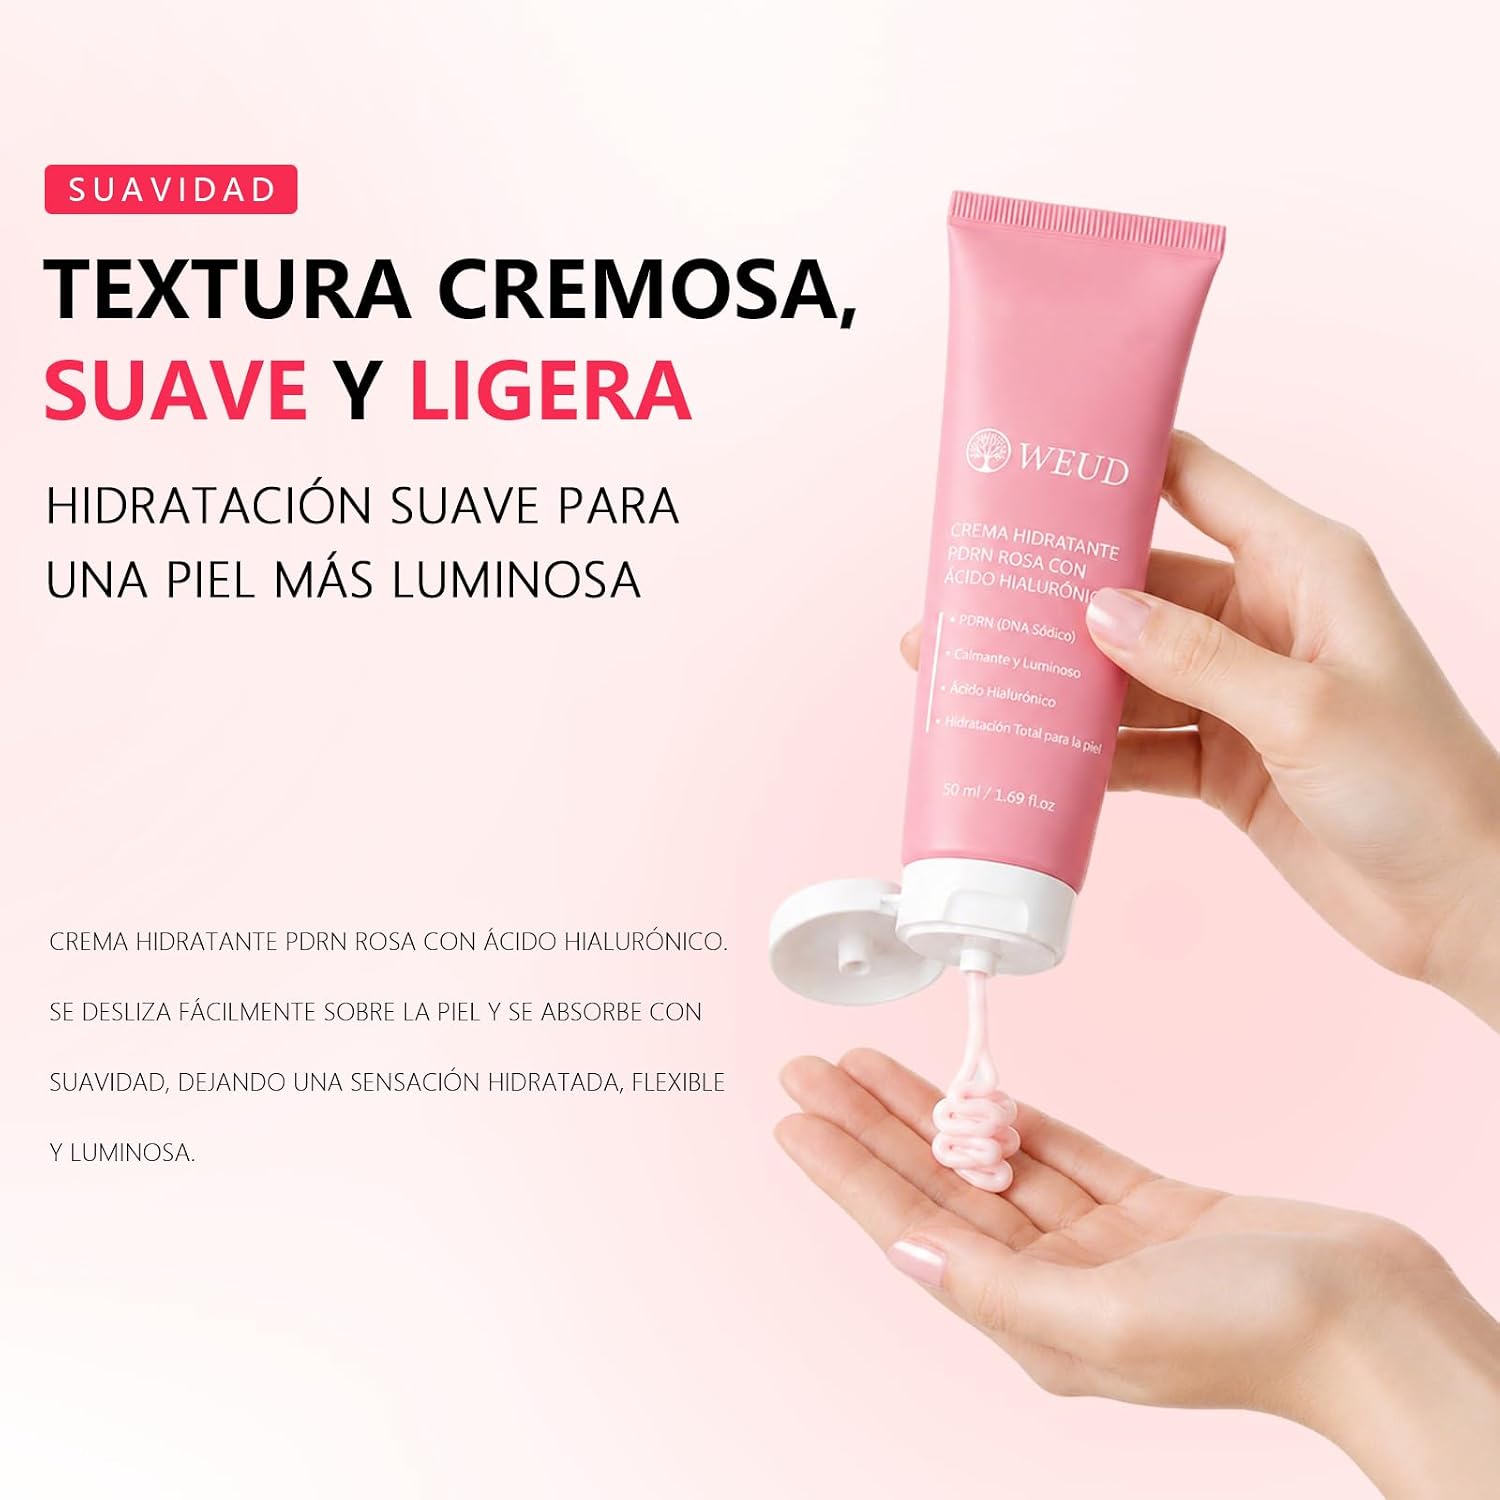 SUAVIDAD
TEXTURA CREMOSA,
SUAVE Y LIGERA
HIDRATACIÓN SUAVE PARA
UNA PIEL MÁS LUMINOSA
CREMA HIDRATANTE PDRN ROSA CON ÁCIDO HIALURÓNICO.
SE DESLIZA FÁCILMENTE SOBRE LA PIEL Y SE ABSORBE CON
SUAVIDAD, DEJANDO UNA SENSACIÓN HIDRATADA, FLEXIBLE
Y LUMINOSA.
WEUD
CREMA HIDRATANTE
PDRN ROSA CON
ÁCIDO HIALURÓNIC
• PDRN (DNA Sódico)
• Calmante y Luminoso
• Ácido Hialurónico
• Hidratación Total para la piel
50 ml / 1.69 fl.oz